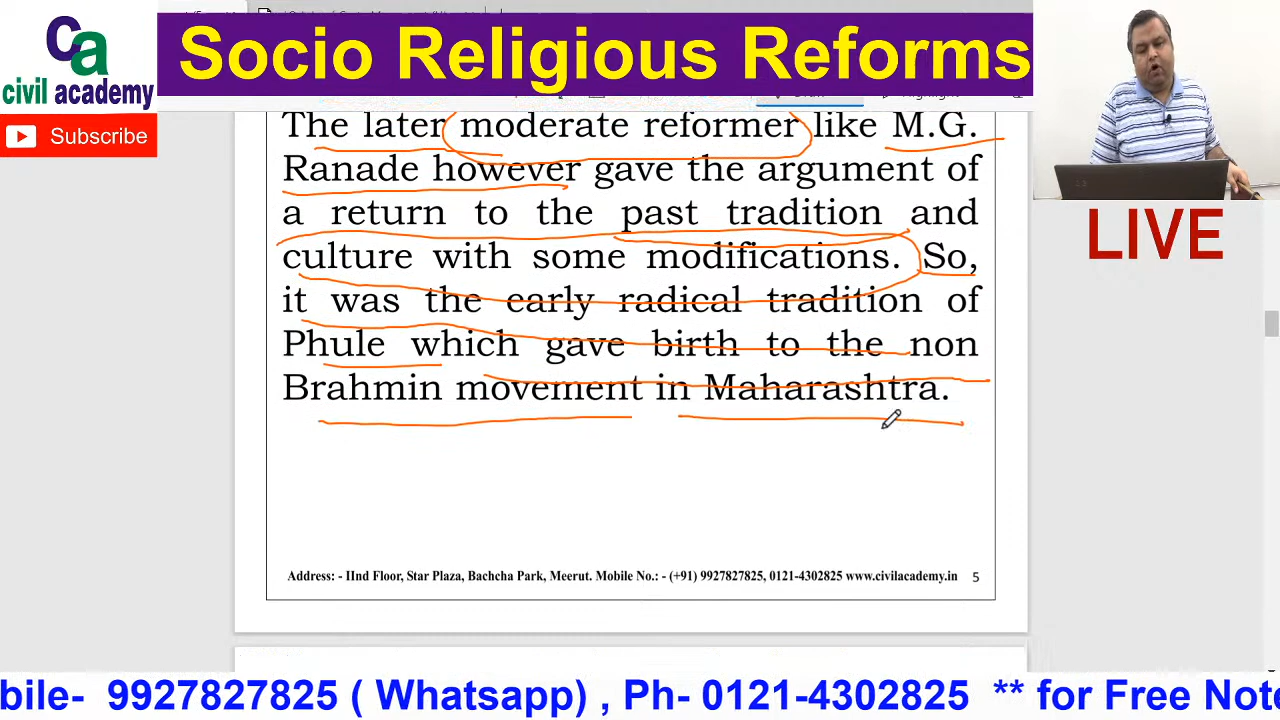 ca
civil academy
Subscribe
Socio Religious Reforms
The later moderate reformer like M.G.
Ranade however gave the argument of
a return to the past tradition and
culture with some modifications. So,
it was the early radical tradition of
Phule which gave birth to the non
Brahmin movement in Maharashtra.
LIVE
Address: - IInd Floor, Star Plaza, Bachcha Park, Meerut. Mobile No.: - (+91) 9927827825, 0121-4302825 www.civilacademy.in 5
bile- 9927827825 ( Whatsapp) , Ph- 0121-4302825 ** for Free Note